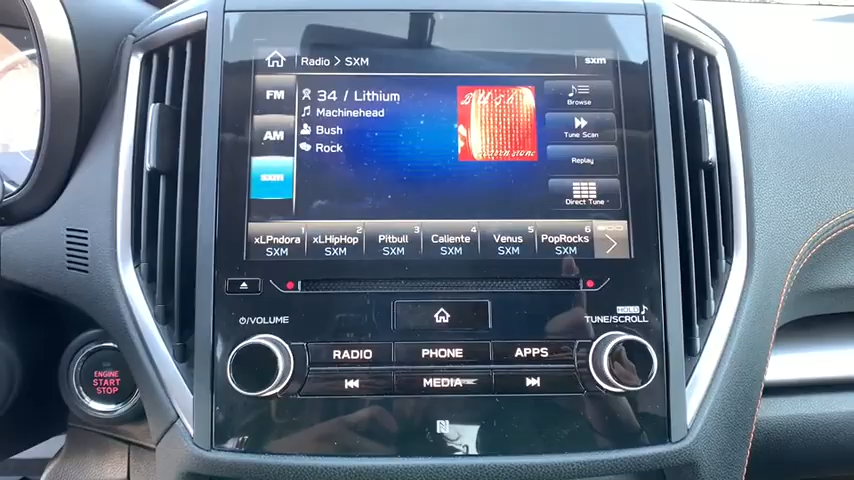 Radio > SXM
sxm
FM
34 / Lithium
Machinehead
Browse
AM
Bush
Tune Scan
Rock
Replay
sxm
Direct Tune
1 2 3 4 5 6
xLPndora xLHipHop Pitbull Caliente Venus PopRocks
SXM SXM SXM SXM SXM SXM
VOLUME
HOLD
TUNE/SCROLL
RADIO PHONE APPS
MEDIA
ENGINE
START
STOP